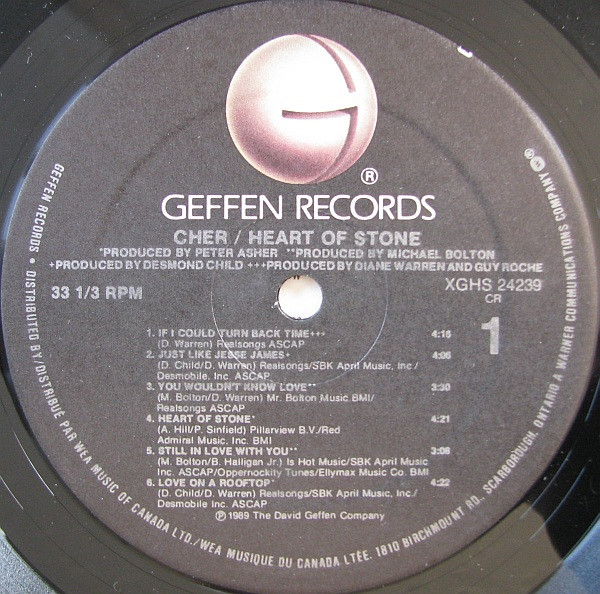 ®
GEFFEN RECORDS
CHER / HEART OF STONE
*PRODUCED BY PETER ASHER **PRODUCED BY MICHAEL BOLTON
+PRODUCED BY DESMOND CHILD +++PRODUCED BY DIANE WARREN AND GUY ROCHE
33 1/3 RPM
XGHS 24239
CR
1
1. IF I COULD TURN BACK TIME+++ 4:15
(D. Warren) Realsongs ASCAP
2. JUST LIKE JESSE JAMES+ 4:06
(D. Child/D. Warren) Realsongs/SBK April Music, Inc./
Desmobile, Inc. ASCAP
3. YOU WOULDN'T KNOW LOVE** 3:30
(M. Bolton/D. Warren) Mr. Bolton Music BMI/
Realsongs ASCAP
4. HEART OF STONE* 4:21
(A. Hill/P. Sinfield) Pillarview B.V./Red
Admiral Music, Inc. BMI
5. STILL IN LOVE WITH YOU** 3:08
(M. Bolton/B. Halligan Jr.) Is Hot Music/SBK April Music
Inc. ASCAP/Oppernockity Tunes/Ellymax Music Co. BMI
6. LOVE ON A ROOFTOP+ 4:22
(D. Child/D. Warren) Realsongs/SBK April Music, Inc./
Desmobile Inc. ASCAP
℗ 1989 The David Geffen Company
GEFFEN RECORDS • DISTRIBUTED BY/DISTRIBUÉ PAR WEA MUSIC OF CANADA LTD./WEA MUSIQUE DU CANADA LTÉE. 1810 BIRCHMOUNT RD., SCARBOROUGH, ONTARIO A WARNER COMMUNICATIONS COMPANY